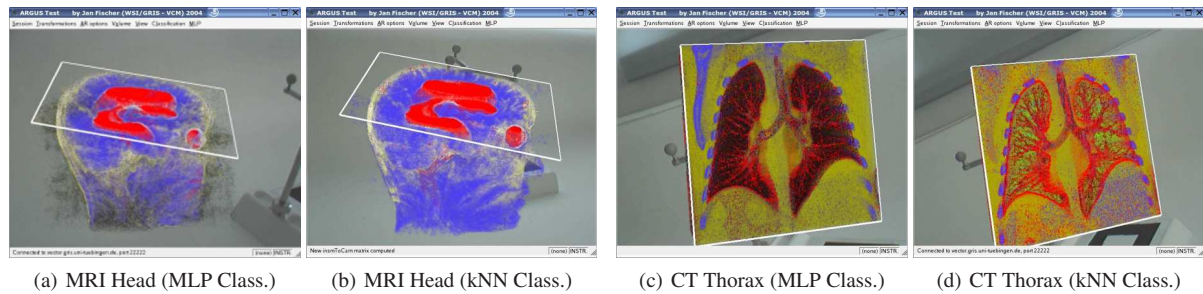 ARGUS Test by Jan Fischer (WSI/GRIS - VCM) 2004
Session Transformations AR options Volume View Classification MLP
Connected to vector.gris.uni-tuebingen.de, port 22222 (none) INSTR.
ARGUS Test by Jan Fischer (WSI/GRIS - VCM) 2004
Session Transformations AR options Volume View Classification MLP
New inomToCam matrix computed (none) INSTR.
ARGUS Test by Jan Fischer (WSI/GRIS - VCM) 2004
Session Transformations AR options Volume View Classification MLP
(none) INSTR.
ARGUS Test by Jan Fischer (WSI/GRIS - VCM) 2004
Session Transformations AR options Volume View Classification MLP
Connected to vector.gris.uni-tuebingen.de, port 22222 (none) INSTR.
(a) MRI Head (MLP Class.)
(b) MRI Head (kNN Class.)
(c) CT Thorax (MLP Class.)
(d) CT Thorax (kNN Class.)